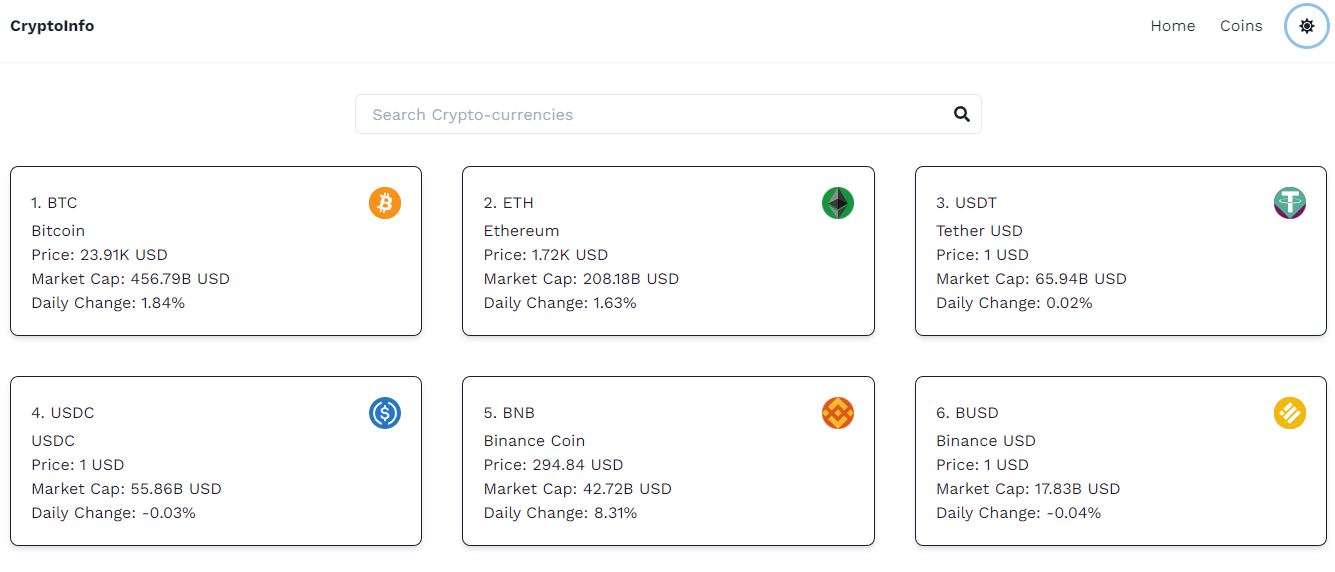 CryptoInfo
Home
Coins
Search Crypto-currencies
1. BTC
Bitcoin
Price: 23.91K USD
Market Cap: 456.79B USD
Daily Change: 1.84%
2. ETH
Ethereum
Price: 1.72K USD
Market Cap: 208.18B USD
Daily Change: 1.63%
3. USDT
Tether USD
Price: 1 USD
Market Cap: 65.94B USD
Daily Change: 0.02%
4. USDC
USDC
Price: 1 USD
Market Cap: 55.86B USD
Daily Change: -0.03%
5. BNB
Binance Coin
Price: 294.84 USD
Market Cap: 42.72B USD
Daily Change: 8.31%
6. BUSD
Binance USD
Price: 1 USD
Market Cap: 17.83B USD
Daily Change: -0.04%